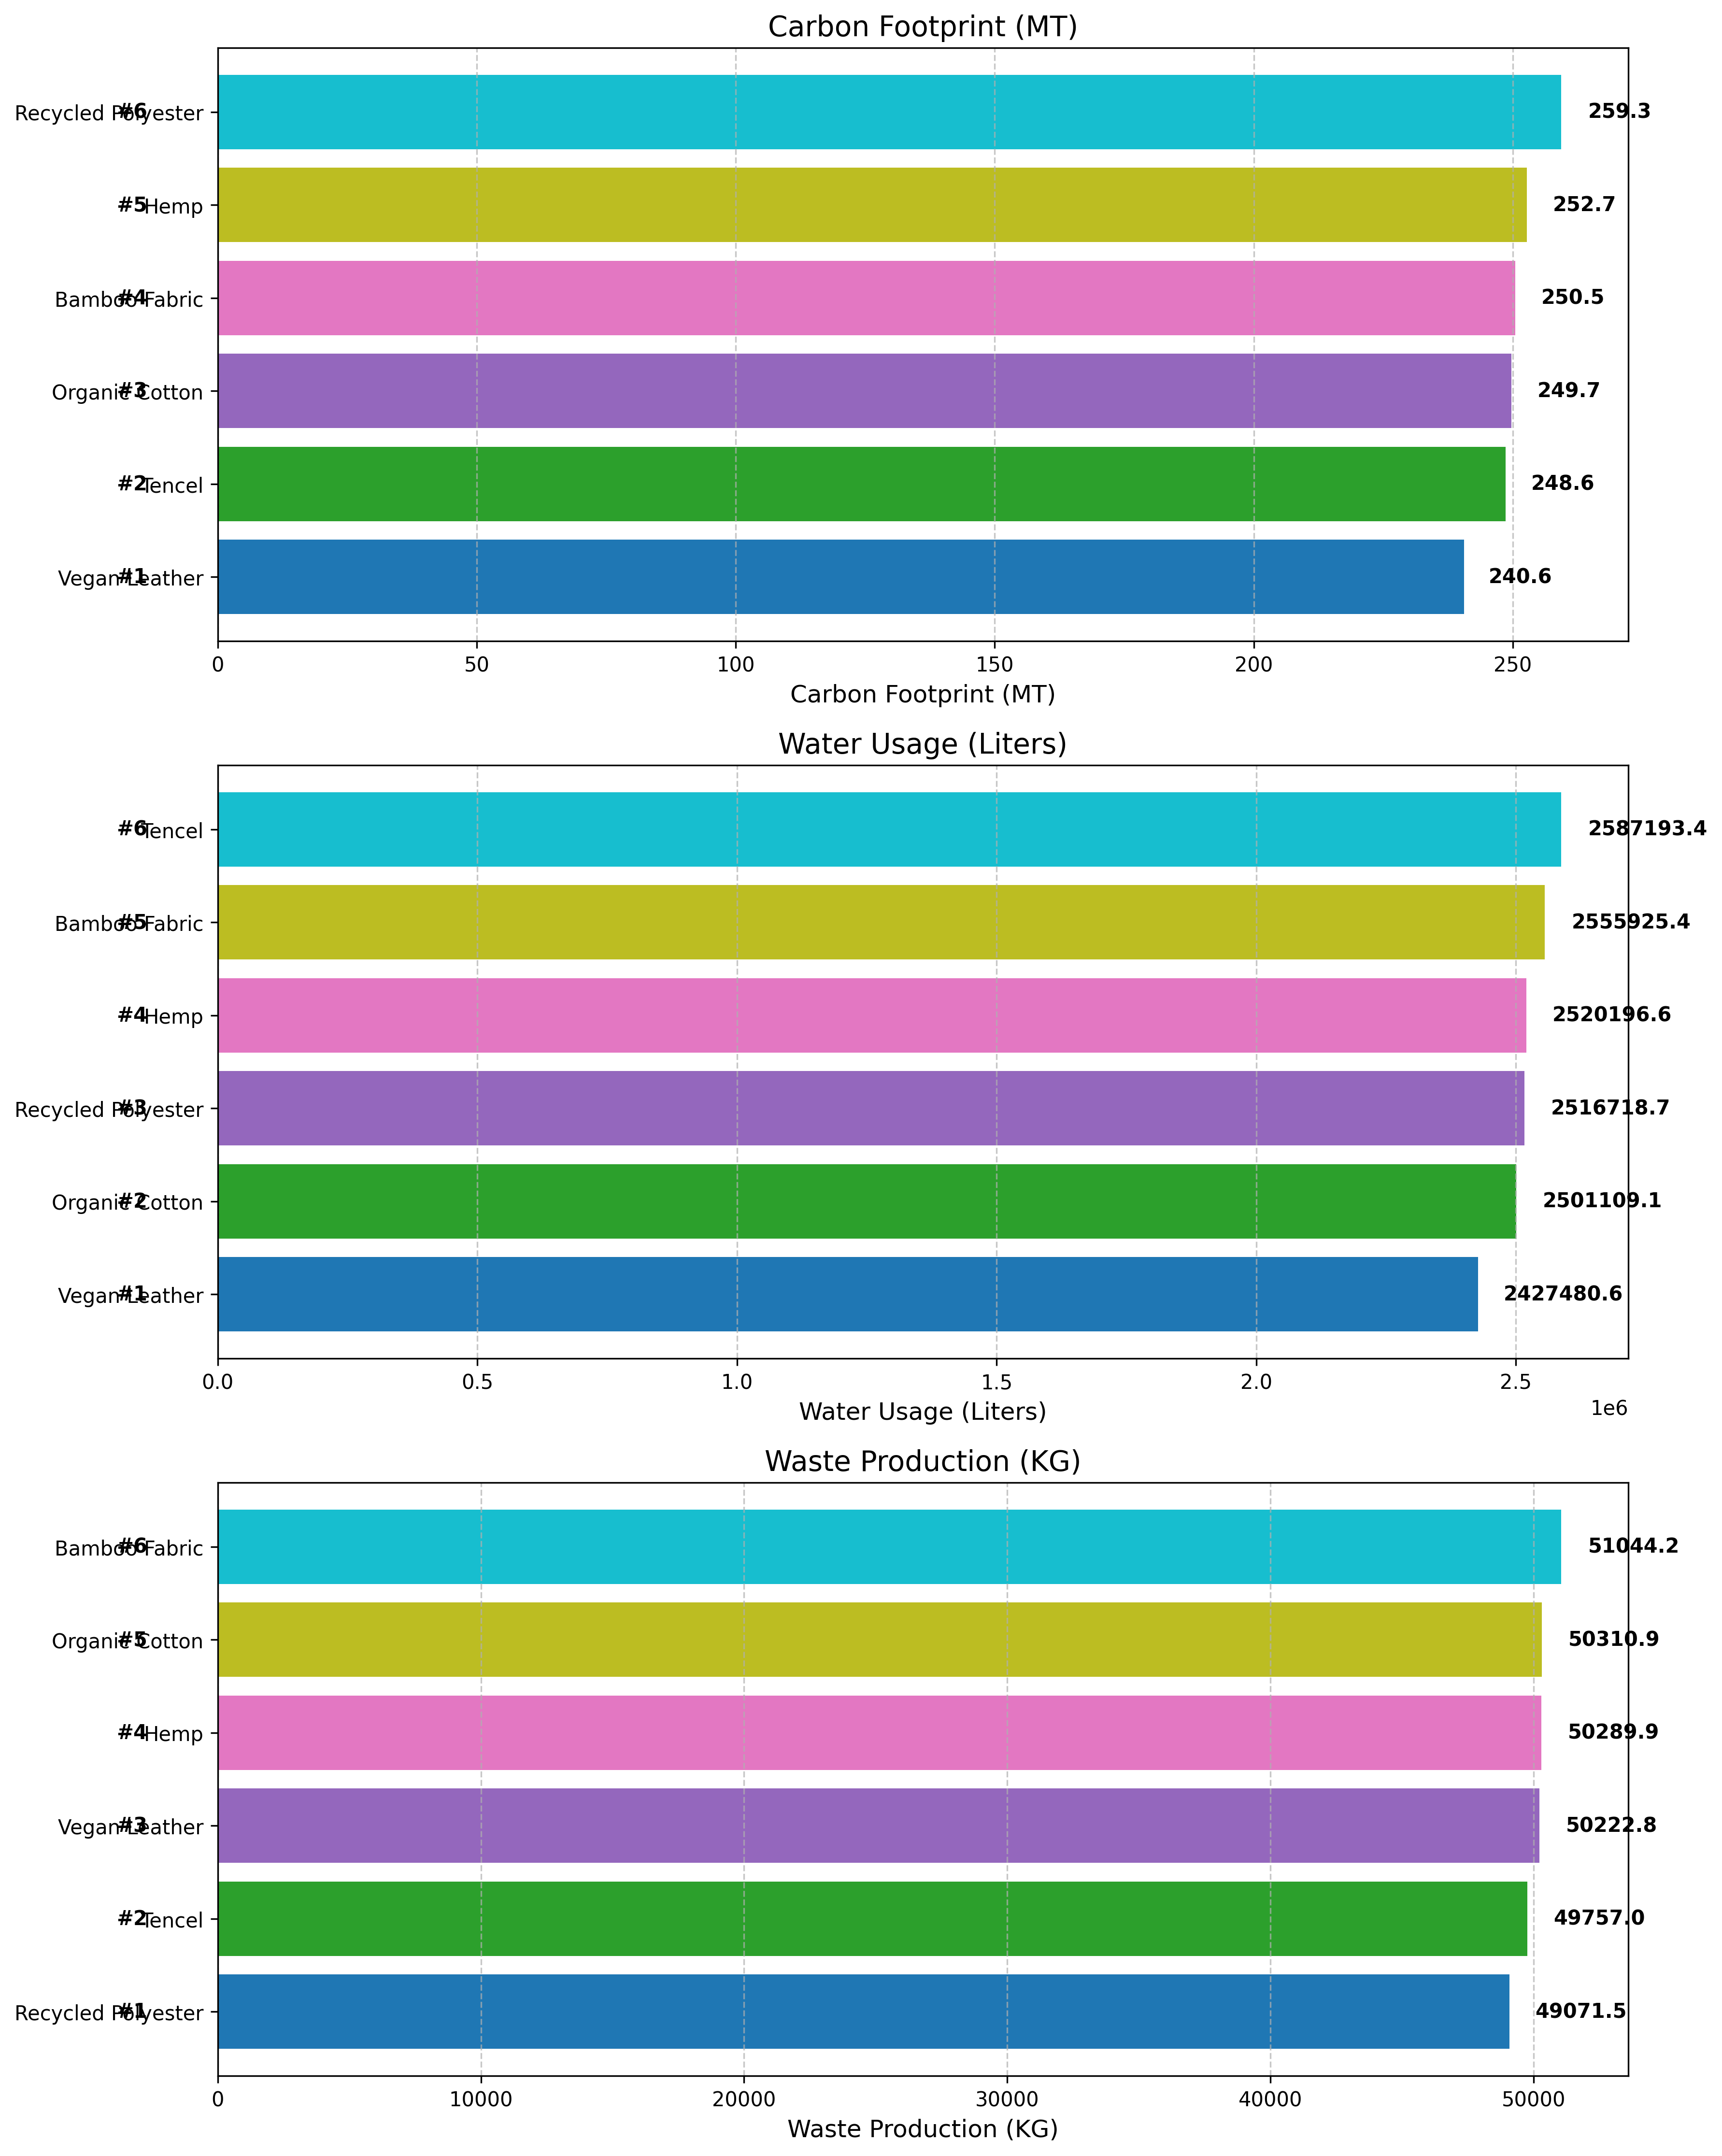 Carbon Footprint (MT)
Recycled Polyester #6 259.3
#5 Hemp 252.7
Bamboo Fabric #4 250.5
Organic Cotton #3 249.7
#2 Tencel 248.6
Vegan Leather #1 240.6
0 50 100 150 200 250
Carbon Footprint (MT)
Water Usage (Liters)
#6 Tencel 2587193.4
Bamboo Fabric #5 2555925.4
#4 Hemp 2520196.6
Recycled Polyester #3 2516718.7
Organic Cotton #2 2501109.1
Vegan Leather #1 2427480.6
0.0 0.5 1.0 1.5 2.0 2.5
1e6
Water Usage (Liters)
Waste Production (KG)
Bamboo Fabric #6 51044.2
Organic Cotton #5 50310.9
#4 Hemp 50289.9
Vegan Leather #3 50222.8
#2 Tencel 49757.0
Recycled Polyester #1 49071.5
0 10000 20000 30000 40000 50000
Waste Production (KG)